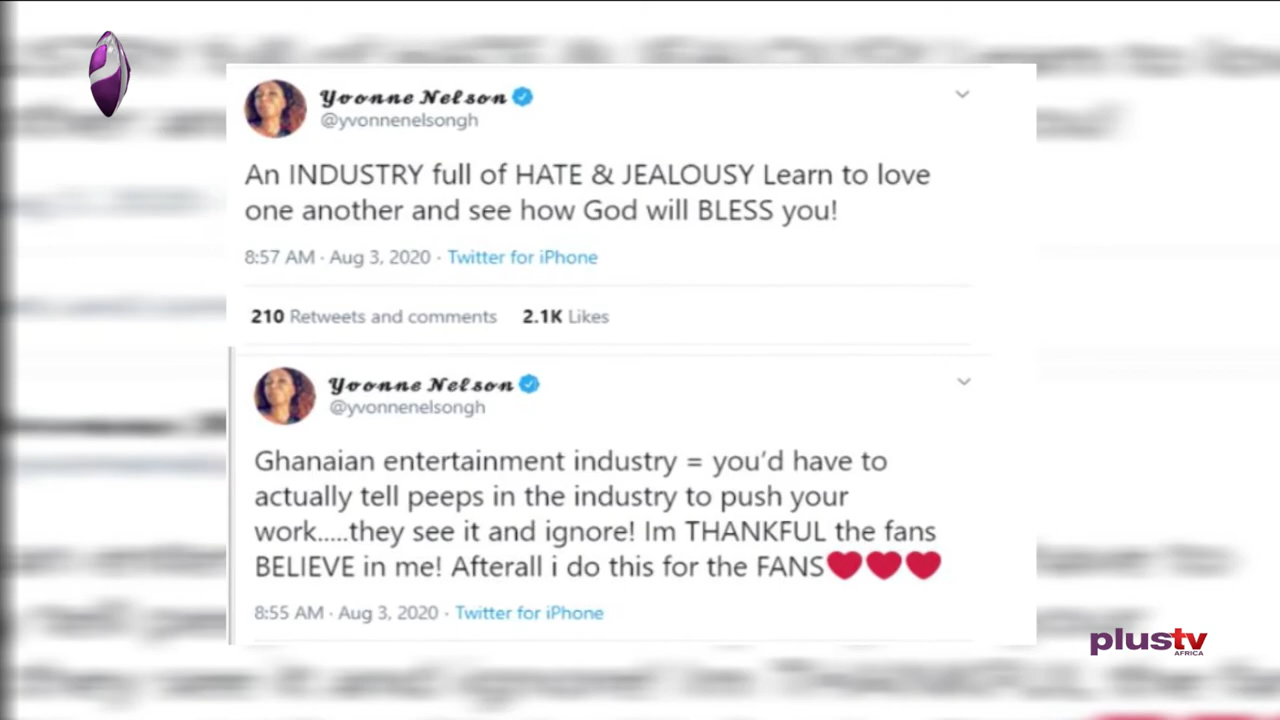 Yvonne Nelson
@yvonnenelsongh
An INDUSTRY full of HATE & JEALOUSY Learn to love
one another and see how God will BLESS you!
8:57 AM · Aug 3, 2020 · Twitter for iPhone
210 Retweets and comments 2.1K Likes
Yvonne Nelson
@yvonnenelsongh
Ghanaian entertainment industry = you'd have to
actually tell peeps in the industry to push your
work.....they see it and ignore! Im THANKFUL the fans
BELIEVE in me! Afterall i do this for the FANS❤❤❤
8:55 AM · Aug 3, 2020 · Twitter for iPhone
plustv
AFRICA